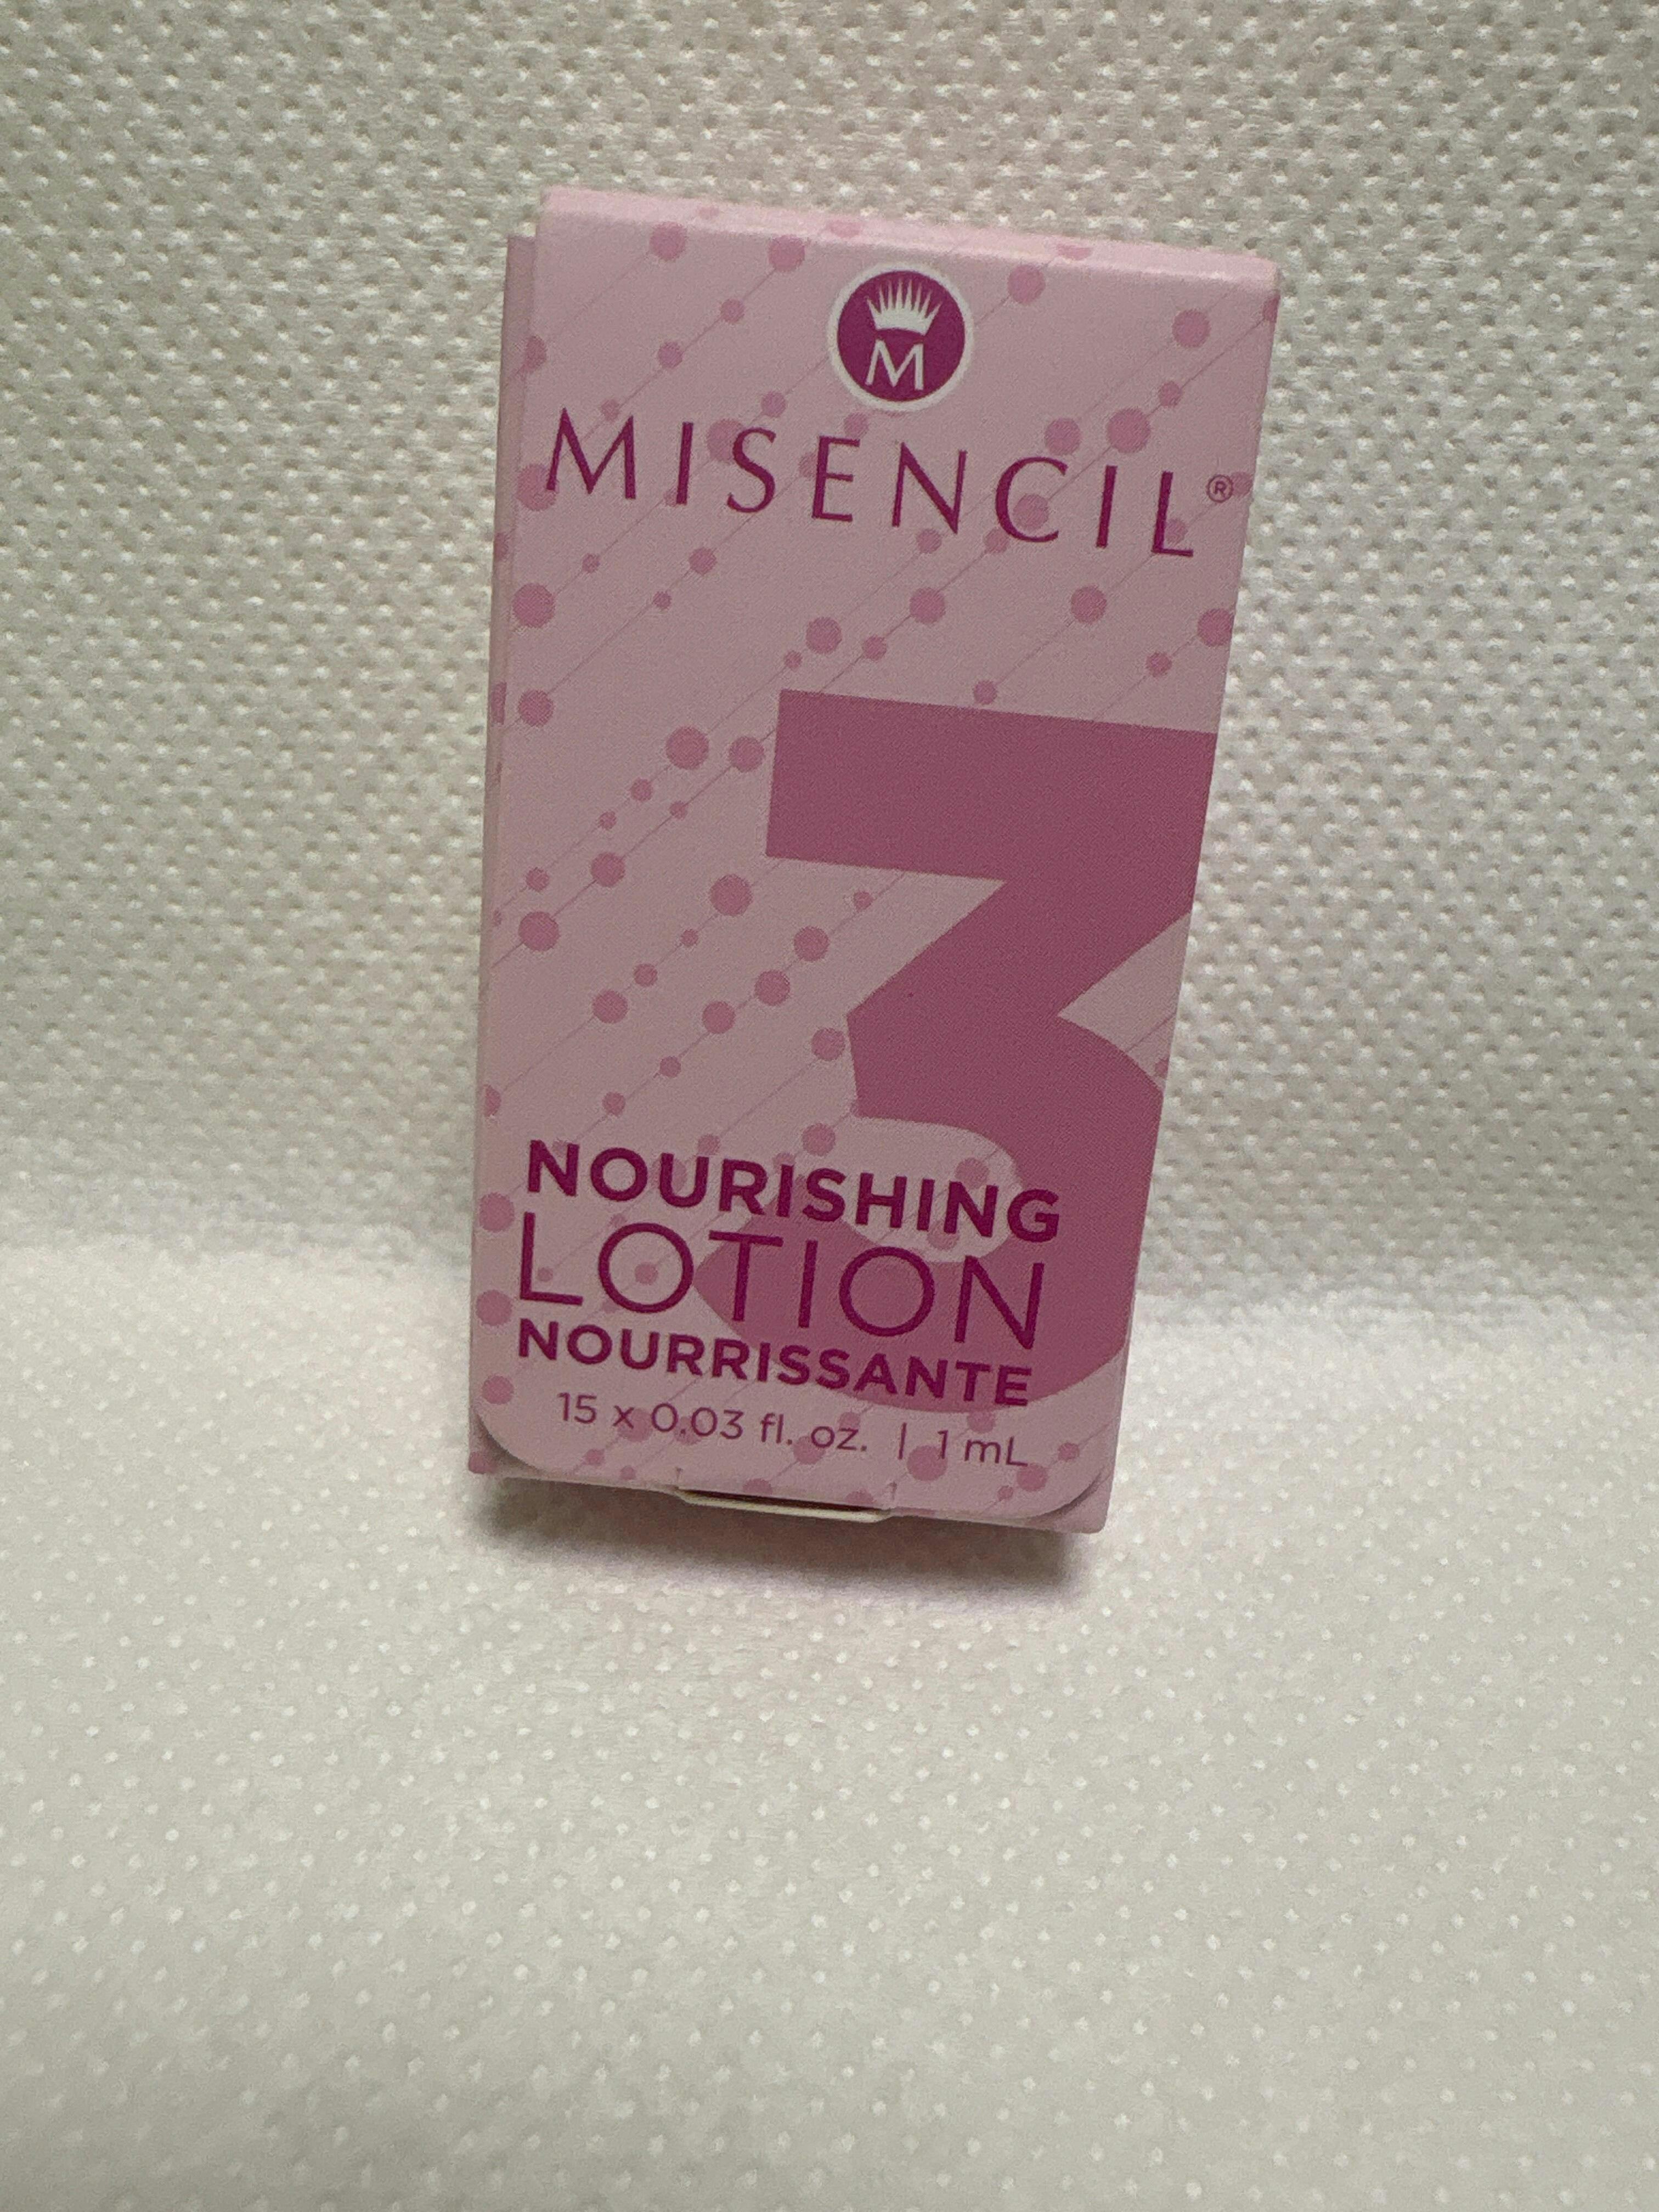 M
MISENCIL®
3
NOURISHING
LOTION
NOURRISSANTE
15 x 0.03 fl. oz. | 1 mL